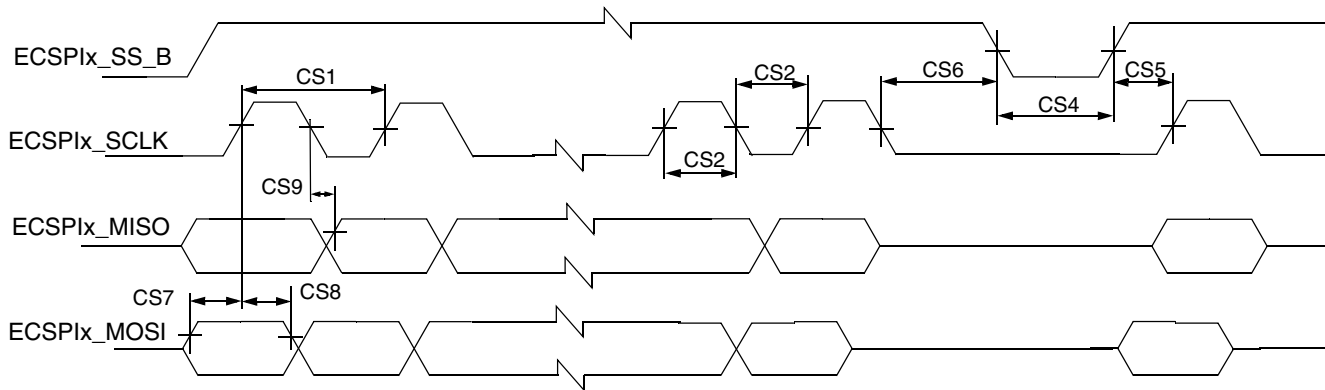 ECSPIx_SS_B
CS1
CS2
CS6
CS5
CS4
ECSPIx_SCLK
CS2
CS9
ECSPIx_MISO
CS7
CS8
ECSPIx_MOSI